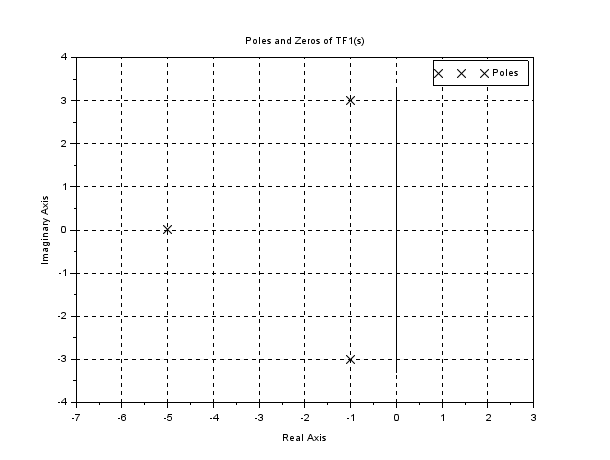 Poles and Zeros of TF1(s)
Poles
4
3
2
1
0
-1
-2
-3
-4
Imaginary Axis
-7 -6 -5 -4 -3 -2 -1 0 1 2 3
Real Axis